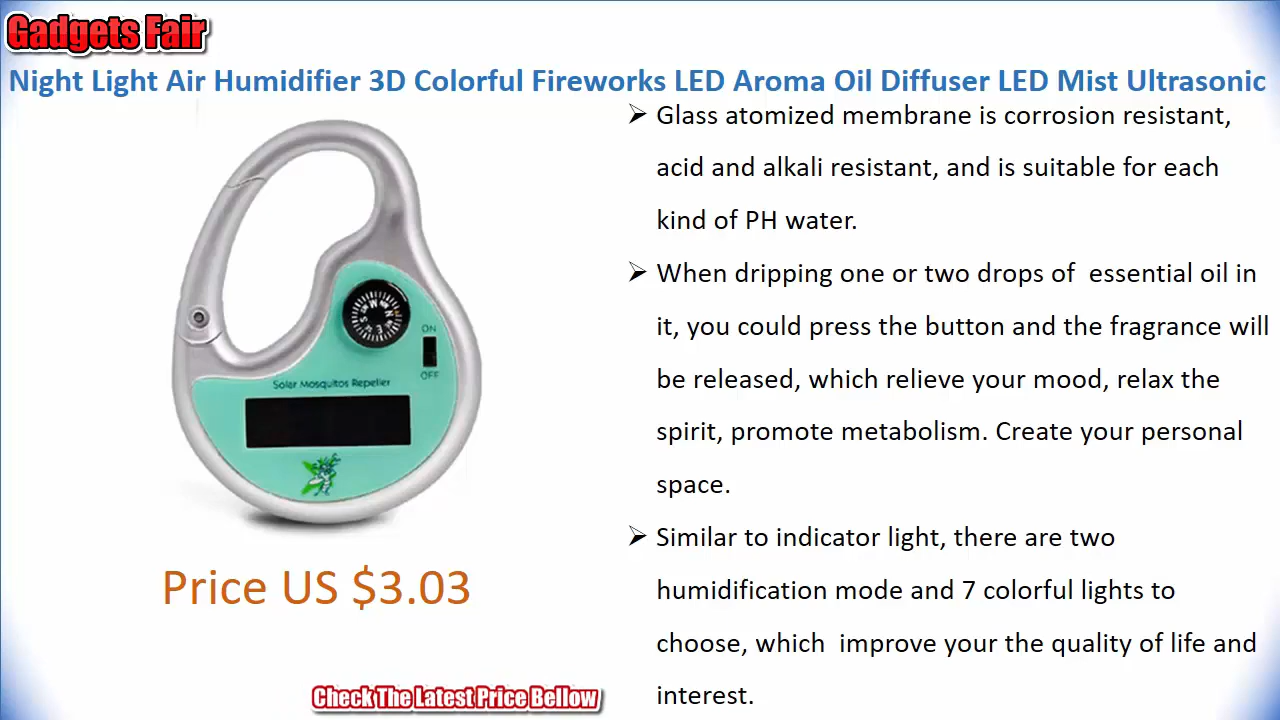 Gadgets Fair
Night Light Air Humidifier 3D Colorful Fireworks LED Aroma Oil Diffuser LED Mist Ultrasonic
Glass atomized membrane is corrosion resistant,
acid and alkali resistant, and is suitable for each
kind of PH water.
When dripping one or two drops of essential oil in
it, you could press the button and the fragrance will
be released, which relieve your mood, relax the
spirit, promote metabolism. Create your personal
space.
Similar to indicator light, there are two
humidification mode and 7 colorful lights to
choose, which improve your the quality of life and
interest.
W
N
S
E
ON
OFF
Solar Mosquitos Repeller
Price US $3.03
Check The Latest Price Bellow